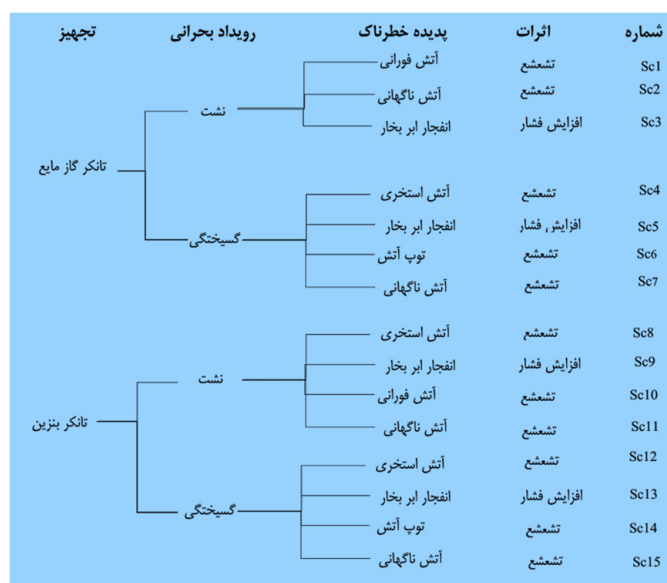 تجهیز رویداد بحرانی پدیده خطرناک اثرات شماره
آتش فورانی تشعشع Sc1
آتش ناگهانی تشعشع Sc2
نشت
انفجار ابر بخار افزایش فشار Sc3
تانکر گاز مایع
آتش استخری تشعشع Sc4
انفجار ابر بخار افزایش فشار Sc5
گسیختگی
توپ آتش تشعشع Sc6
آتش ناگهانی تشعشع Sc7
آتش استخری تشعشع Sc8
انفجار ابر بخار افزایش فشار Sc9
نشت
آتش فورانی تشعشع Sc10
تانکر بنزین
آتش ناگهانی تشعشع Sc11
آتش استخری تشعشع Sc12
انفجار ابر بخار افزایش فشار Sc13
گسیختگی
توپ آتش تشعشع Sc14
آتش ناگهانی تشعشع Sc15